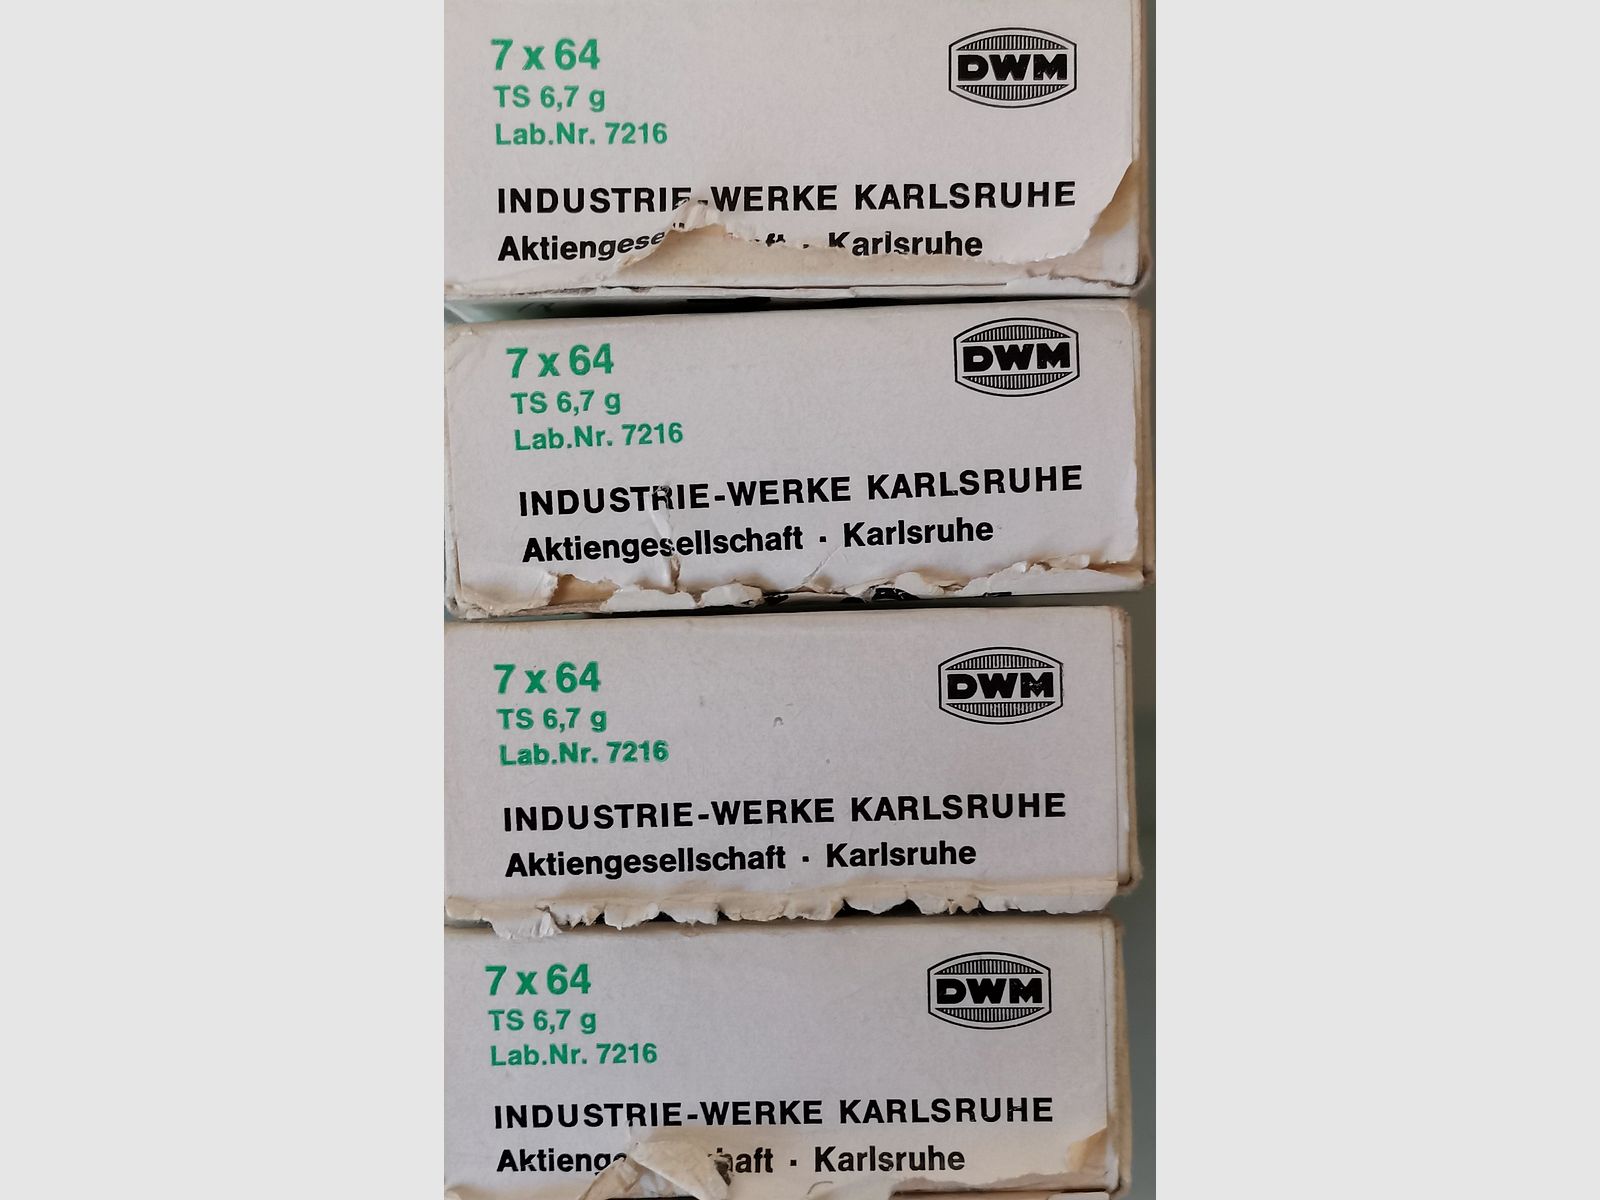 7 x 64
DWM
TS 6,7 g
Lab.Nr. 7216
INDUSTRIE-WERKE KARLSRUHE
Karlsruhe
7 x 64
DWM
TS 6,7 g
Lab.Nr. 7216
INDUSTRIE-WERKE KARLSRUHE
Aktiengesellschaft · Karlsruhe
7 x 64
DWM
TS 6,7 g
Lab.Nr. 7216
INDUSTRIE-WERKE KARLSRUHE
Aktiengesellschaft · Karlsruhe
7 x 64
DWM
TS 6,7 g
Lab.Nr. 7216
INDUSTRIE-WERKE KARLSRUHE
· Karlsruhe